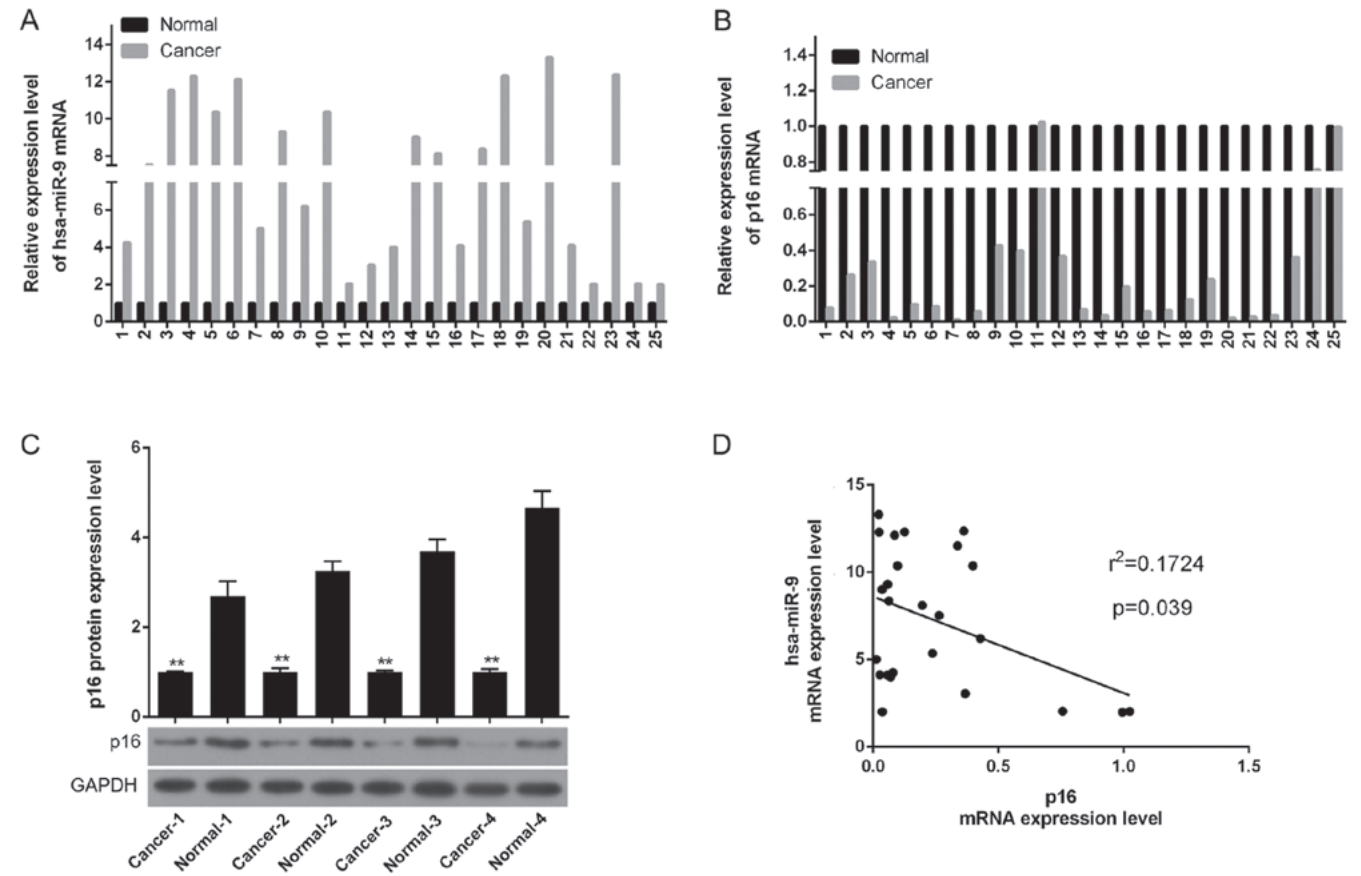 A
Normal
Cancer
Relative expression level
of hsa-miR-9 mRNA
14
12
10
8
6
4
2
0
1 2 3 4 5 6 7 8 9 10 11 12 13 14 15 16 17 18 19 20 21 22 23 24 25
B
Normal
Cancer
Relative expression level
of p16 mRNA
1.4
1.2
1.0
0.8
0.6
0.4
0.2
0.0
1 2 3 4 5 6 7 8 9 10 11 12 13 14 15 16 17 18 19 20 21 22 23 24 25
C
p16 protein expression level
6
4
2
0
** ** ** **
p16
GAPDH
Cancer-1 Normal-1 Cancer-2 Normal-2 Cancer-3 Normal-3 Cancer-4 Normal-4
D
hsa-miR-9
mRNA expression level
15
10
5
0
r²=0.1724
p=0.039
0.0 0.5 1.0 1.5
p16
mRNA expression level